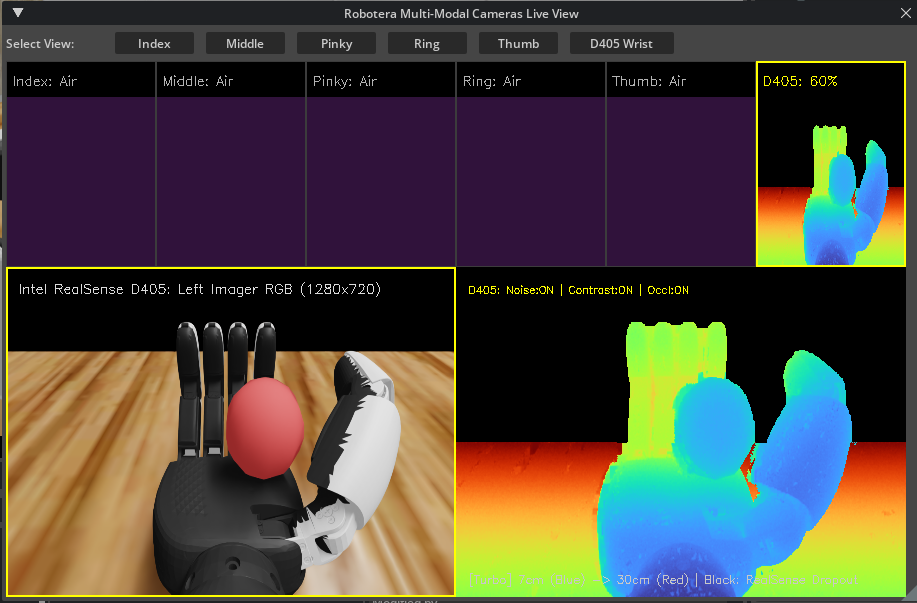 Robotera Multi-Modal Cameras Live View
Select View: Index Middle Pinky Ring Thumb D405 Wrist
Index: Air Middle: Air Pinky: Air Ring: Air Thumb: Air D405: 60%
Intel RealSense D405: Left Imager RGB (1280x720)
D405: Noise:ON | Contrast:ON | Occl:ON
--> 30cm (Red) | Black: